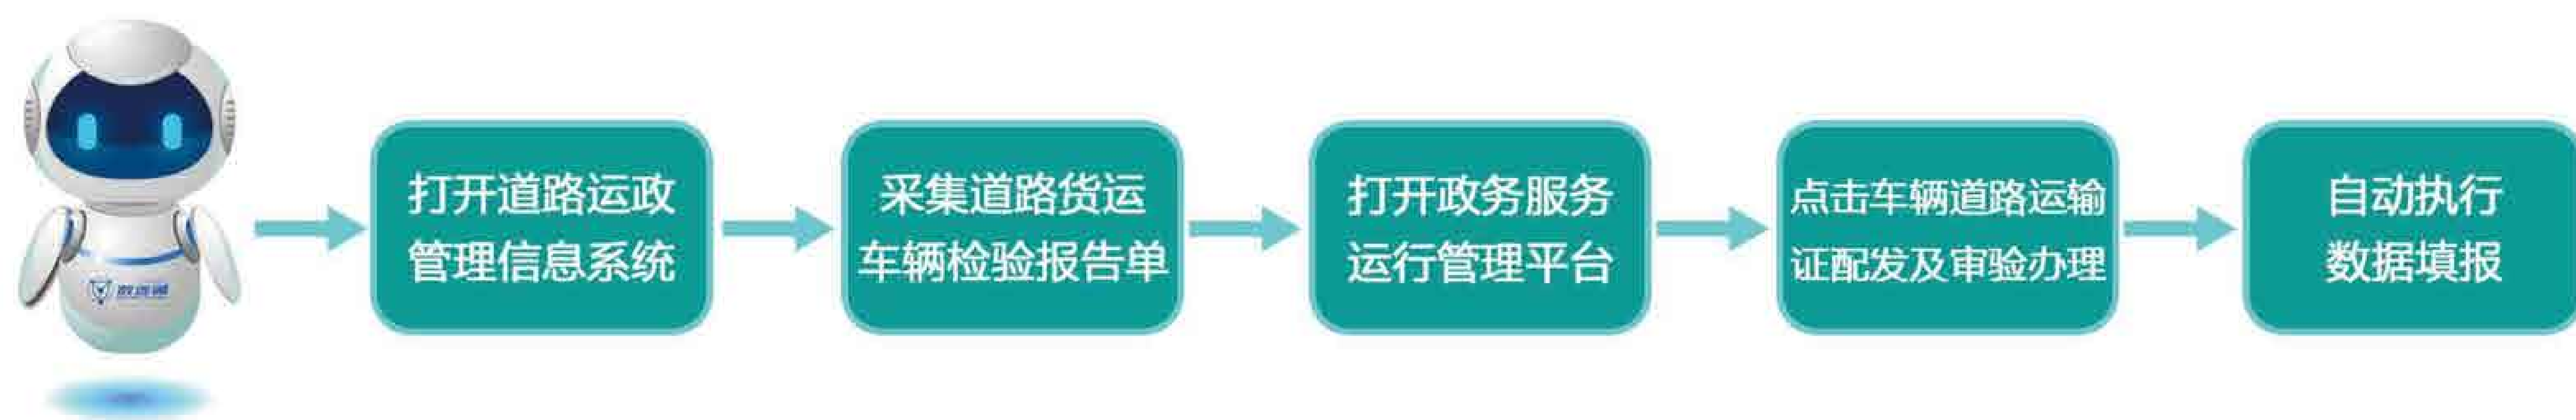 打开道路运政
管理信息系统
采集道路货运
车辆检验报告单
打开政务服务
运行管理平台
点击车辆道路运输
证配发及审验办理
自动执行
数据填报